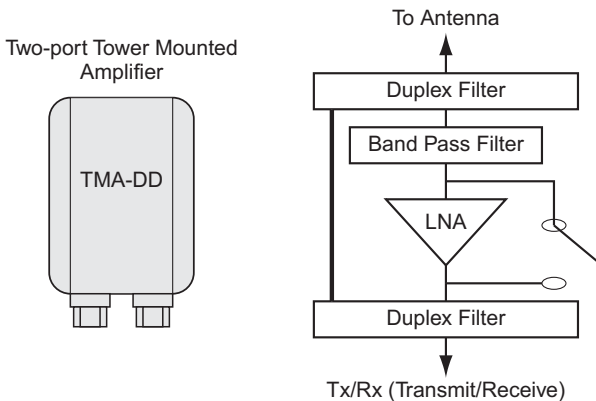 Two-port Tower Mounted
Amplifier
TMA-DD
To Antenna
Duplex Filter
Band Pass Filter
LNA
Duplex Filter
Tx/Rx (Transmit/Receive)